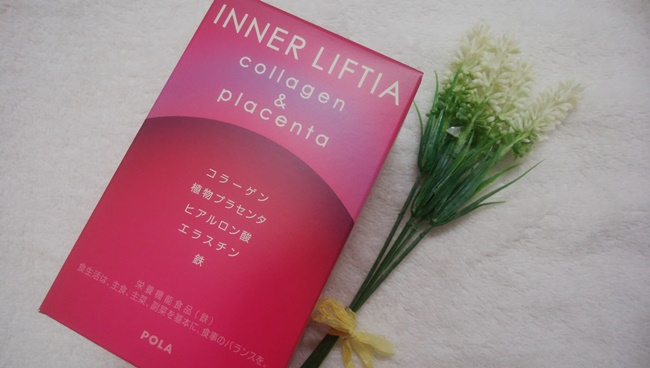 INNER LIFTIA
collagen
&
placenta
コラーゲン
植物プラセンタ
ヒアルロン酸
エラスチン
鉄
栄養機能食品(鉄)
食生活は、主食、主菜、副菜を基本に、食事のバランスを。
POLA